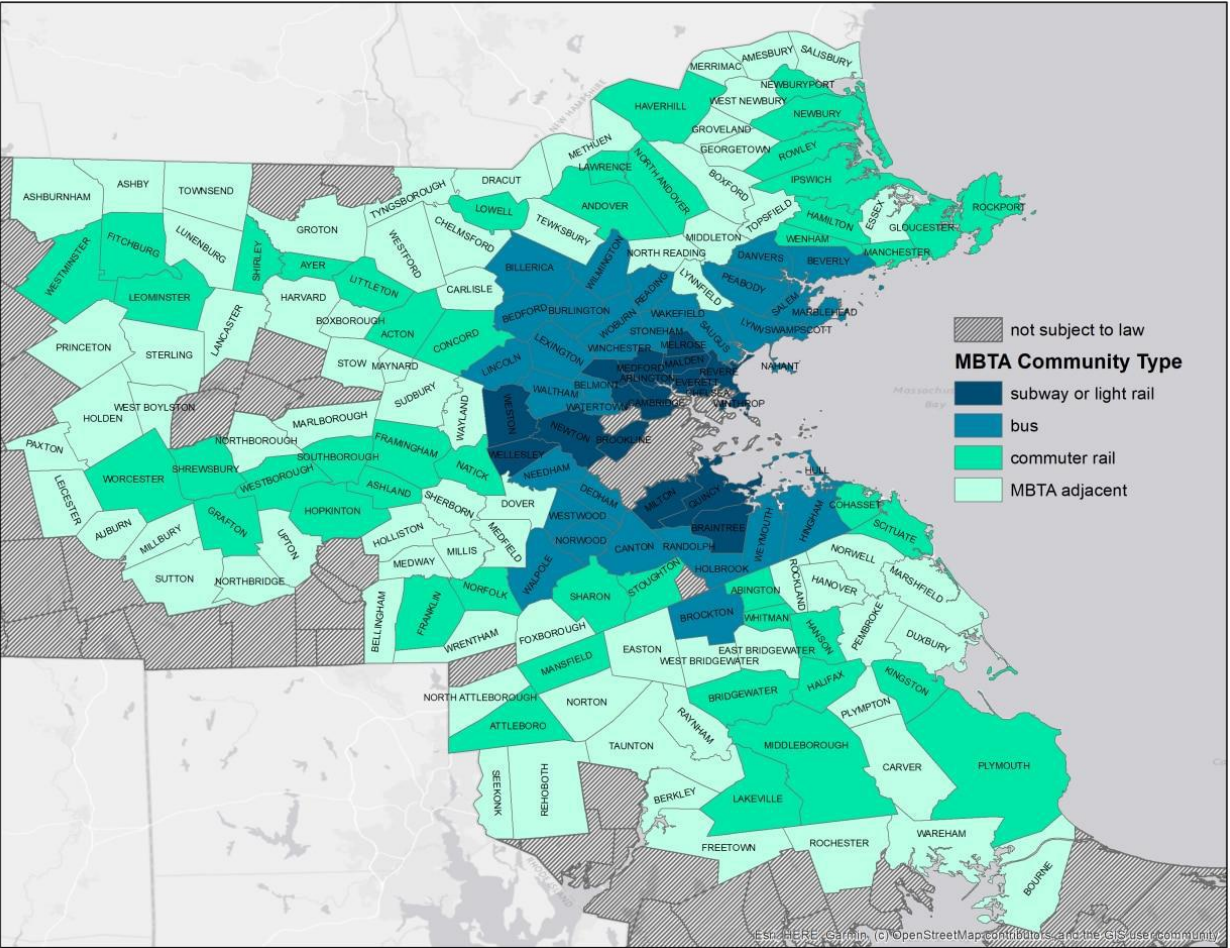 AMESBURY
SALISBURY
MERRIMAC
NEWBURYPORT
HAVERHILL
WEST NEWBURY
NEWBURY
NEW HAMPSHIRE
GROVELAND
GEORGETOWN
ROWLEY
METHUEN
LAWRENCE
NORTH ANDOVER
BOXFORD
IPSWICH
ASHBURNHAM
ASHBY
TOWNSEND
TYNGSBOROUGH
DRACUT
ANDOVER
TOPSFIELD
HAMILTON
ESSEX
GLOUCESTER
ROCKPORT
LOWELL
TEWKSBURY
MIDDLETON
WENHAM
MANCHESTER
WESTMINSTER
FITCHBURG
LUNENBURG
SHIRLEY
GROTON
WESTFORD
CHELMSFORD
WILMINGTON
NORTH READING
DANVERS
BEVERLY
AYER
LITTLETON
BILLERICA
LYNNFIELD
PEABODY
LEOMINSTER
LANCASTER
HARVARD
CARLISLE
READING
SALEM
MARBLEHEAD
BOXBOROUGH
ACTON
CONCORD
BEDFORD
BURLINGTON
WOBURN
WAKEFIELD
SAUGUS
LYNN
SWAMPSCOTT
STONEHAM
PRINCETON
STERLING
STOW
MAYNARD
LINCOLN
LEXINGTON
WINCHESTER
MELROSE
MEDFORD
MALDEN
REVERE
NAHANT
ARLINGTON
EVERETT
CHELSEA
WINTHROP
HOLDEN
WEST BOYLSTON
MARLBOROUGH
SUDBURY
WAYLAND
WESTON
WALTHAM
BELMONT
WATERTOWN
CAMBRIDGE
Bay
not subject to law
MBTA Community Type
subway or light rail
bus
commuter rail
MBTA adjacent
PAXTON
NORTHBOROUGH
SOUTHBOROUGH
FRAMINGHAM
NEWTON
BROOKLINE
WORCESTER
SHREWSBURY
WESTBOROUGH
NATICK
WELLESLEY
NEEDHAM
HULL
LEICESTER
ASHLAND
SHERBORN
DOVER
DEDHAM
MILTON
QUINCY
COHASSET
AUBURN
MILLBURY
GRAFTON
UPTON
HOPKINTON
HOLLISTON
MEDFIELD
WESTWOOD
NORWOOD
BRAINTREE
WEYMOUTH
HINGHAM
SCITUATE
CANTON
RANDOLPH
MILLIS
MEDWAY
NORWELL
SUTTON
NORTHBRIDGE
WALPOLE
HOLBROOK
ROCKLAND
HANOVER
MARSHFIELD
BELLINGHAM
FRANKLIN
NORFOLK
SHARON
STOUGHTON
ABINGTON
BROCKTON
WHITMAN
HANSON
PEMBROKE
DUXBURY
WRENTHAM
FOXBOROUGH
EASTON
EAST BRIDGEWATER
WEST BRIDGEWATER
MANSFIELD
NORTH ATTLEBOROUGH
NORTON
BRIDGEWATER
HALIFAX
KINGSTON
PLYMPTON
ATTLEBORO
RAYNHAM
TAUNTON
MIDDLEBOROUGH
CARVER
PLYMOUTH
SEEKONK
REHOBOTH
BERKLEY
LAKEVILLE
FREETOWN
ROCHESTER
WAREHAM
BOURNE
Esri, HERE, Garmin, (c) OpenStreetMap contributors, and the GIS user community